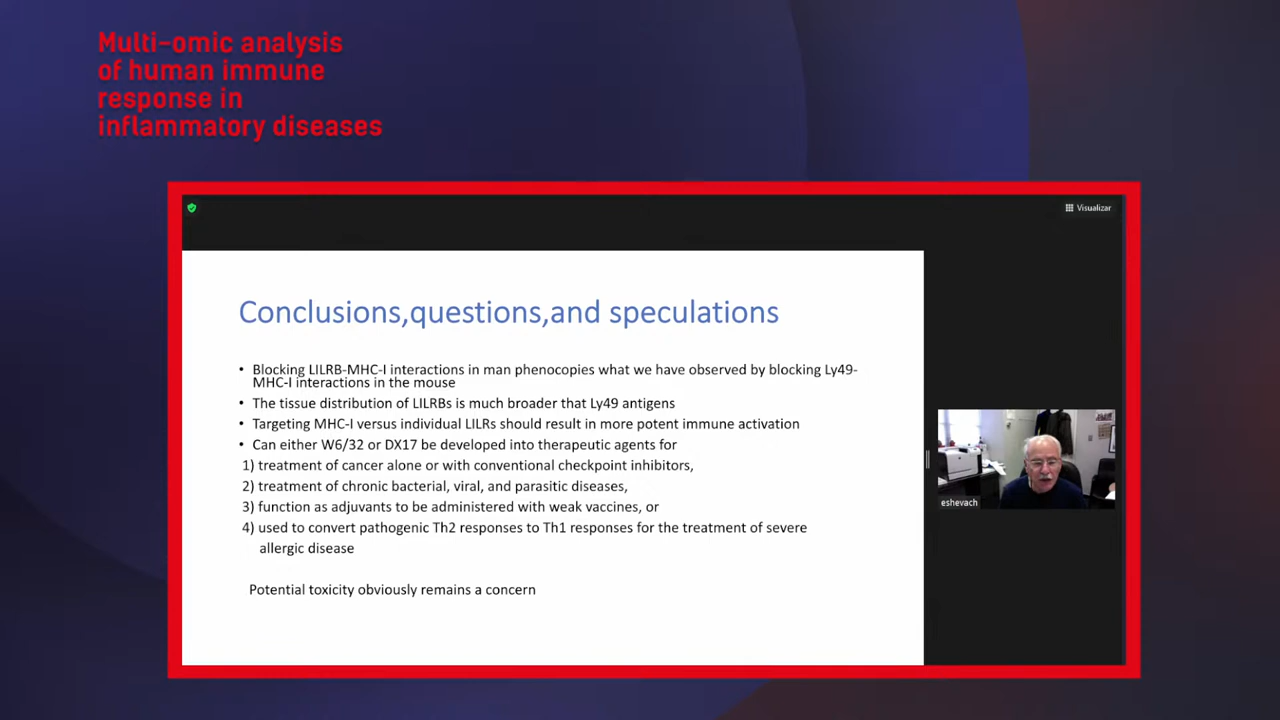 Multi-omic analysis
of human immune
response in
inflammatory diseases
Visualizar
Conclusions,questions,and speculations
• Blocking LILRB-MHC-I interactions in man phenocopies what we have observed by blocking Ly49-
MHC-I interactions in the mouse
• The tissue distribution of LILRBs is much broader that Ly49 antigens
• Targeting MHC-I versus individual LILRs should result in more potent immune activation
• Can either W6/32 or DX17 be developed into therapeutic agents for
1) treatment of cancer alone or with conventional checkpoint inhibitors,
2) treatment of chronic bacterial, viral, and parasitic diseases,
3) function as adjuvants to be administered with weak vaccines, or
4) used to convert pathogenic Th2 responses to Th1 responses for the treatment of severe
allergic disease
Potential toxicity obviously remains a concern
eshevach